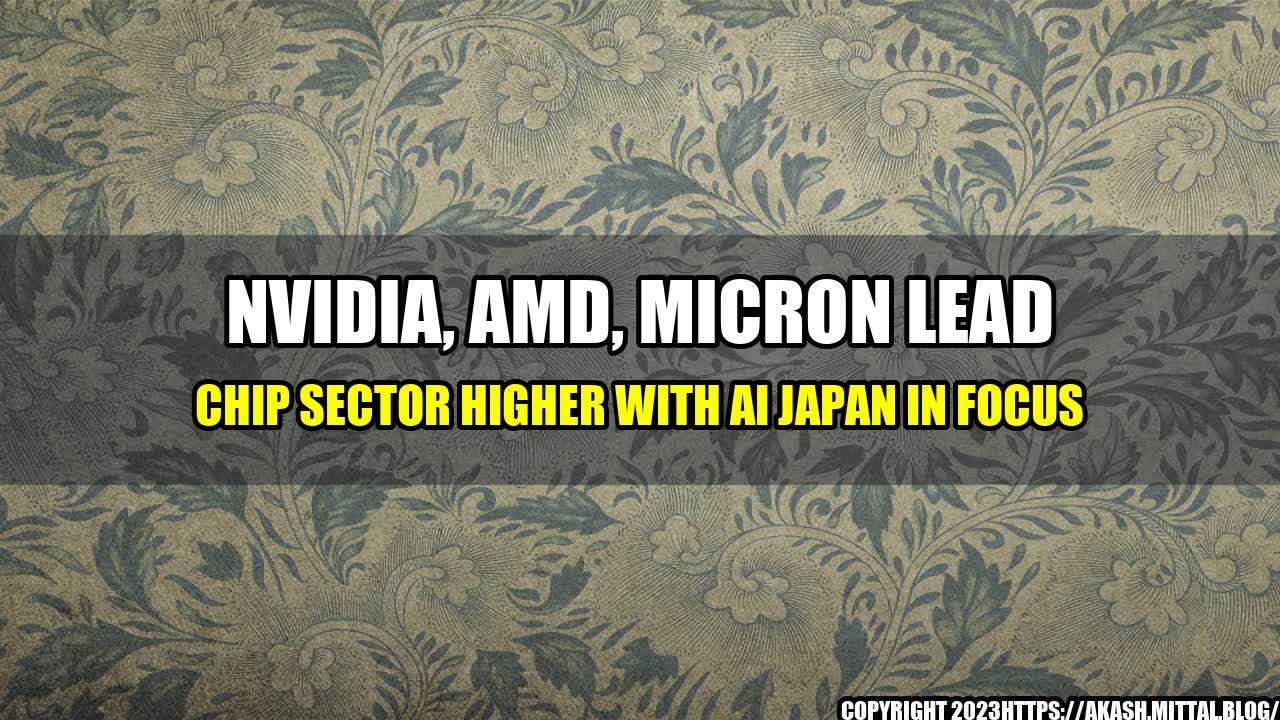 NVIDIA, AMD, MICRON LEAD
CHIP SECTOR HIGHER WITH AI JAPAN IN FOCUS
COPYRIGHT 2023HTTPS://AKASH.MITTAL.BLOG/